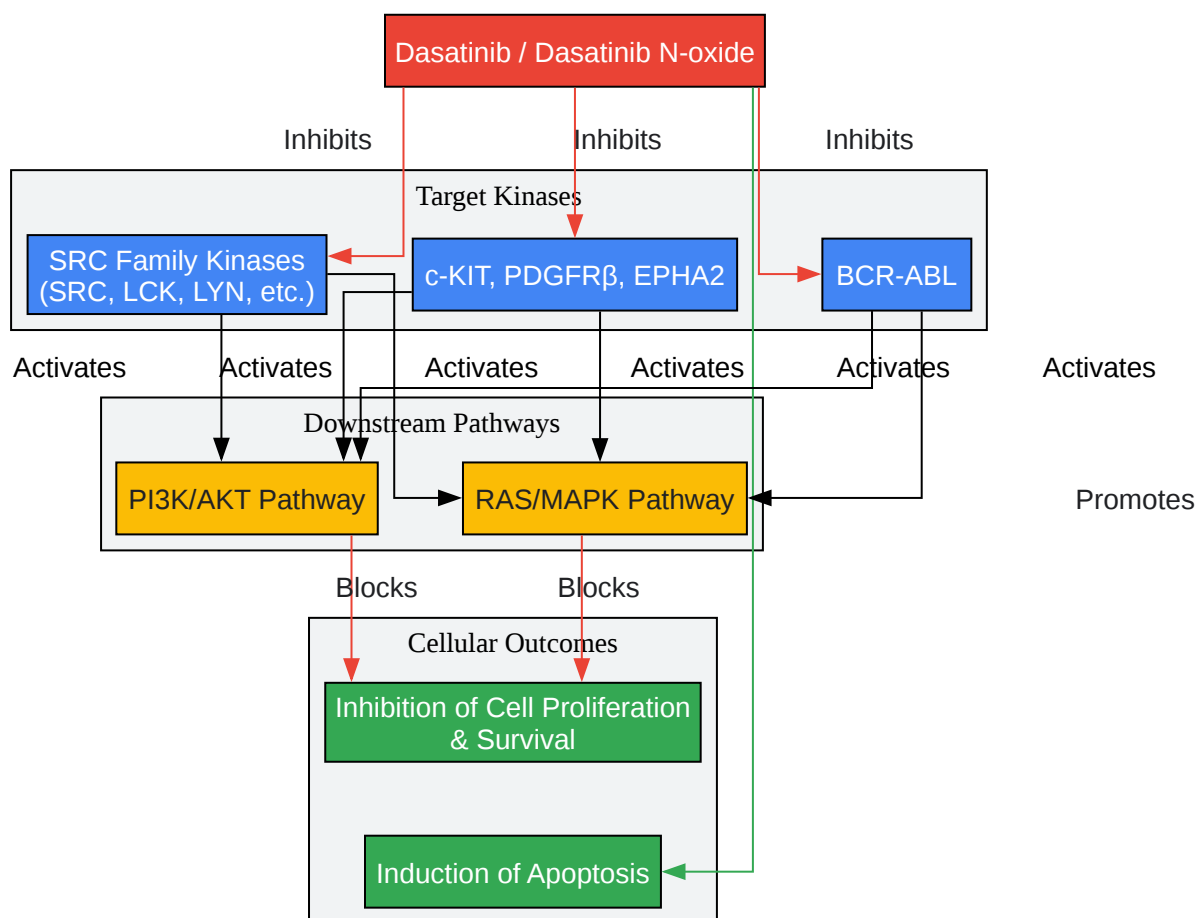 Dasatinib / Dasatinib N-oxide
Inhibits
Inhibits
Inhibits
Target Kinases
SRC Family Kinases
(SRC, LCK, LYN, etc.)
c-KIT, PDGFRβ, EPHA2
BCR-ABL
Activates
Activates
Activates
Activates
Activates
Activates
Downstream Pathways
PI3K/AKT Pathway
RAS/MAPK Pathway
Promotes
Blocks
Blocks
Cellular Outcomes
Inhibition of Cell Proliferation
& Survival
Induction of Apoptosis